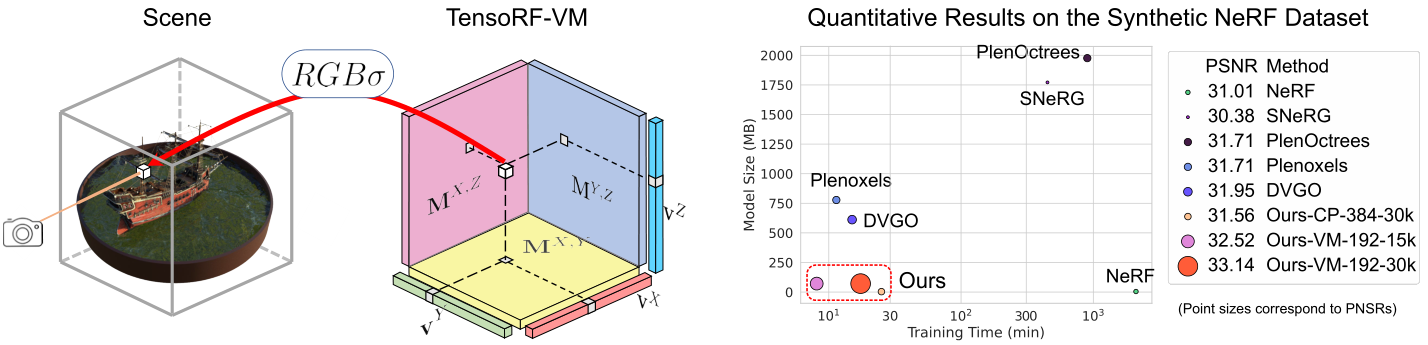 Scene
TensoRF-VM
RGBσ
M^{X,Z}
M^{Y,Z}
M^{X,Y}
v^Z
v^Y
v^X
Quantitative Results on the Synthetic NeRF Dataset
Model Size (MB)
2000
1750
1500
1250
1000
750
500
250
0
PlenOctrees
SNeRG
Plenoxels
DVGO
Ours
NeRF
10^1
30
10^2
300
10^3
Training Time (min)
PSNR Method
31.01 NeRF
30.38 SNeRG
31.71 PlenOctrees
31.71 Plenoxels
31.95 DVGO
31.56 Ours-CP-384-30k
32.52 Ours-VM-192-15k
33.14 Ours-VM-192-30k
(Point sizes correspond to PNSRs)